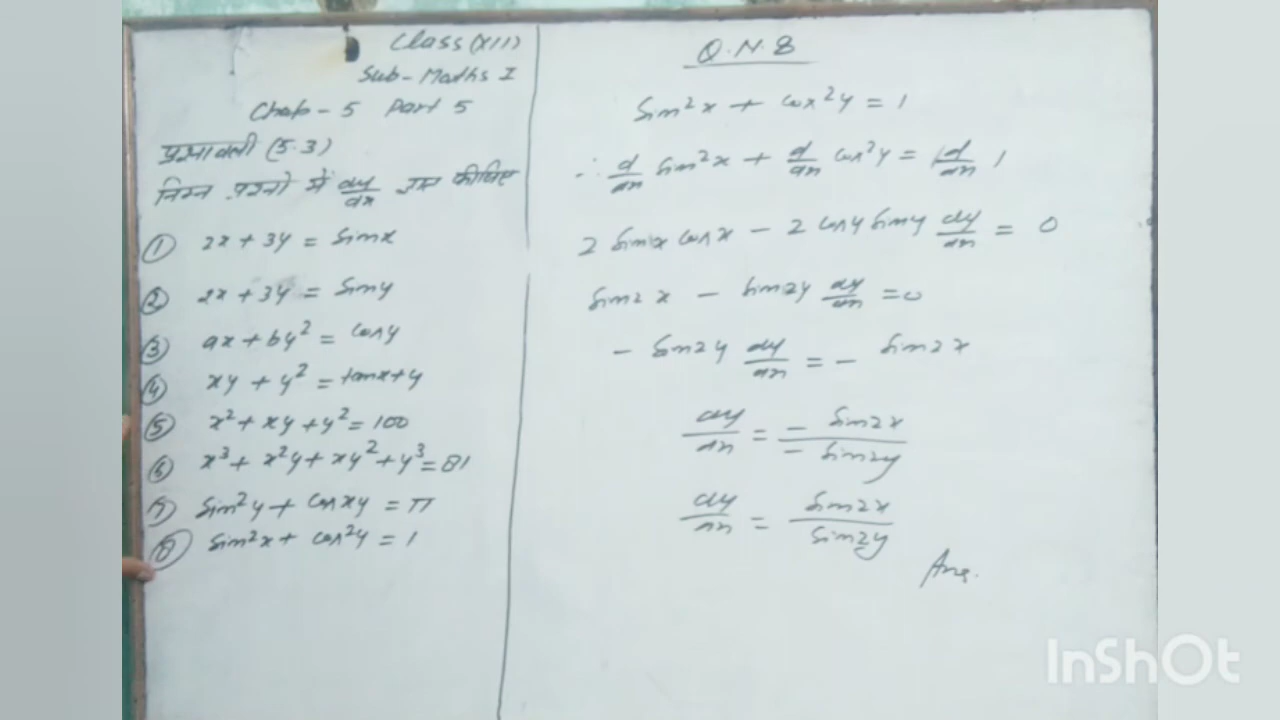 Class (XII)
Sub - Maths I
Chap - 5 Part 5
प्रश्नावली (5.3)
निम्न प्रश्नो में dy/dx ज्ञात कीजिए
① 2x + 3y = sinx
② 2x + 3y = siny
③ ax + by² = cosy
④ xy + y² = tanx + y
⑤ x² + xy + y² = 100
⑥ x³ + x²y + xy² + y³ = 81
⑦ sin²y + cosxy = π
⑧ sin²x + cos²y = 1
Q.N.8
sin²x + cos²y = 1
∴ d/dx sin²x + d/dx cos²y = d/dx 1
2 sinx cosx - 2 cosy siny dy/dx = 0
sin2x - sin2y dy/dx = 0
- sin2y dy/dx = - sin2x
dy/dx = - sin2x / - sin2y
dy/dx = sin2x / sin2y
Ans.
InShOt